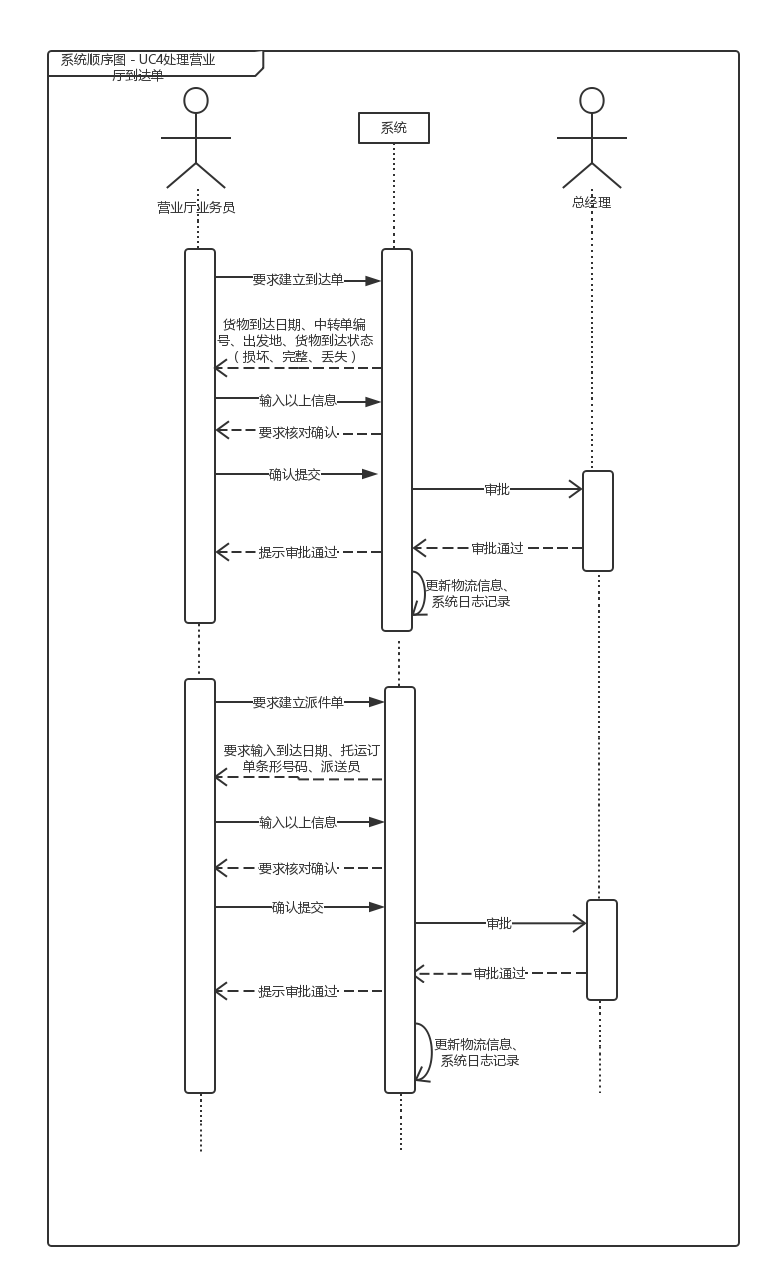 系统顺序图 - UC4处理营业
厅到达单
系统
营业厅业务员
总经理
要求建立到达单
货物到达日期、中转单编
号、出发地、货物到达状态
（损坏、完整、丢失）
输入以上信息
要求核对确认
确认提交
审批
审批通过
提示审批通过
更新物流信息、
系统日志记录
要求建立派件单
要求输入到达日期、托运订
单条形号码、派送员
输入以上信息
要求核对确认
确认提交
审批
审批通过
提示审批通过
更新物流信息、
系统日志记录